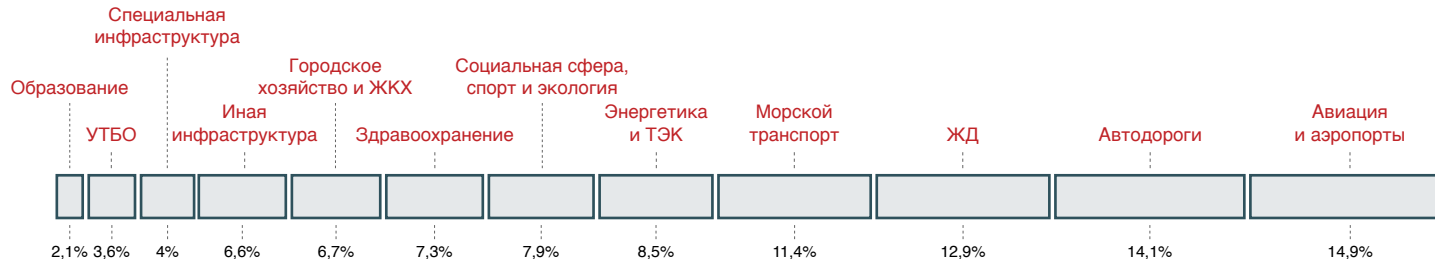 Специальная
инфраструктура
Образование
УТБО
Иная
инфраструктура
Городское
хозяйство и ЖКХ
Здравоохранение
Социальная сфера,
спорт и экология
Энергетика
и ТЭК
Морской
транспорт
ЖД
Автодороги
Авиация
и аэропорты
2,1% 3,6% 4% 6,6% 6,7% 7,3% 7,9% 8,5% 11,4% 12,9% 14,1% 14,9%